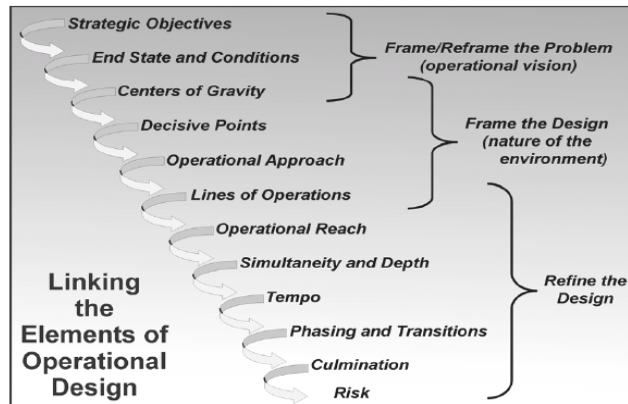 Strategic Objectives
End State and Conditions
Centers of Gravity
Decisive Points
Operational Approach
Lines of Operations
Operational Reach
Simultaneity and Depth
Tempo
Phasing and Transitions
Culmination
Risk
Frame/Reframe the Problem
(operational vision)
Frame the Design
(nature of the
environment)
Refine the
Design
Linking
the
Elements of
Operational
Design